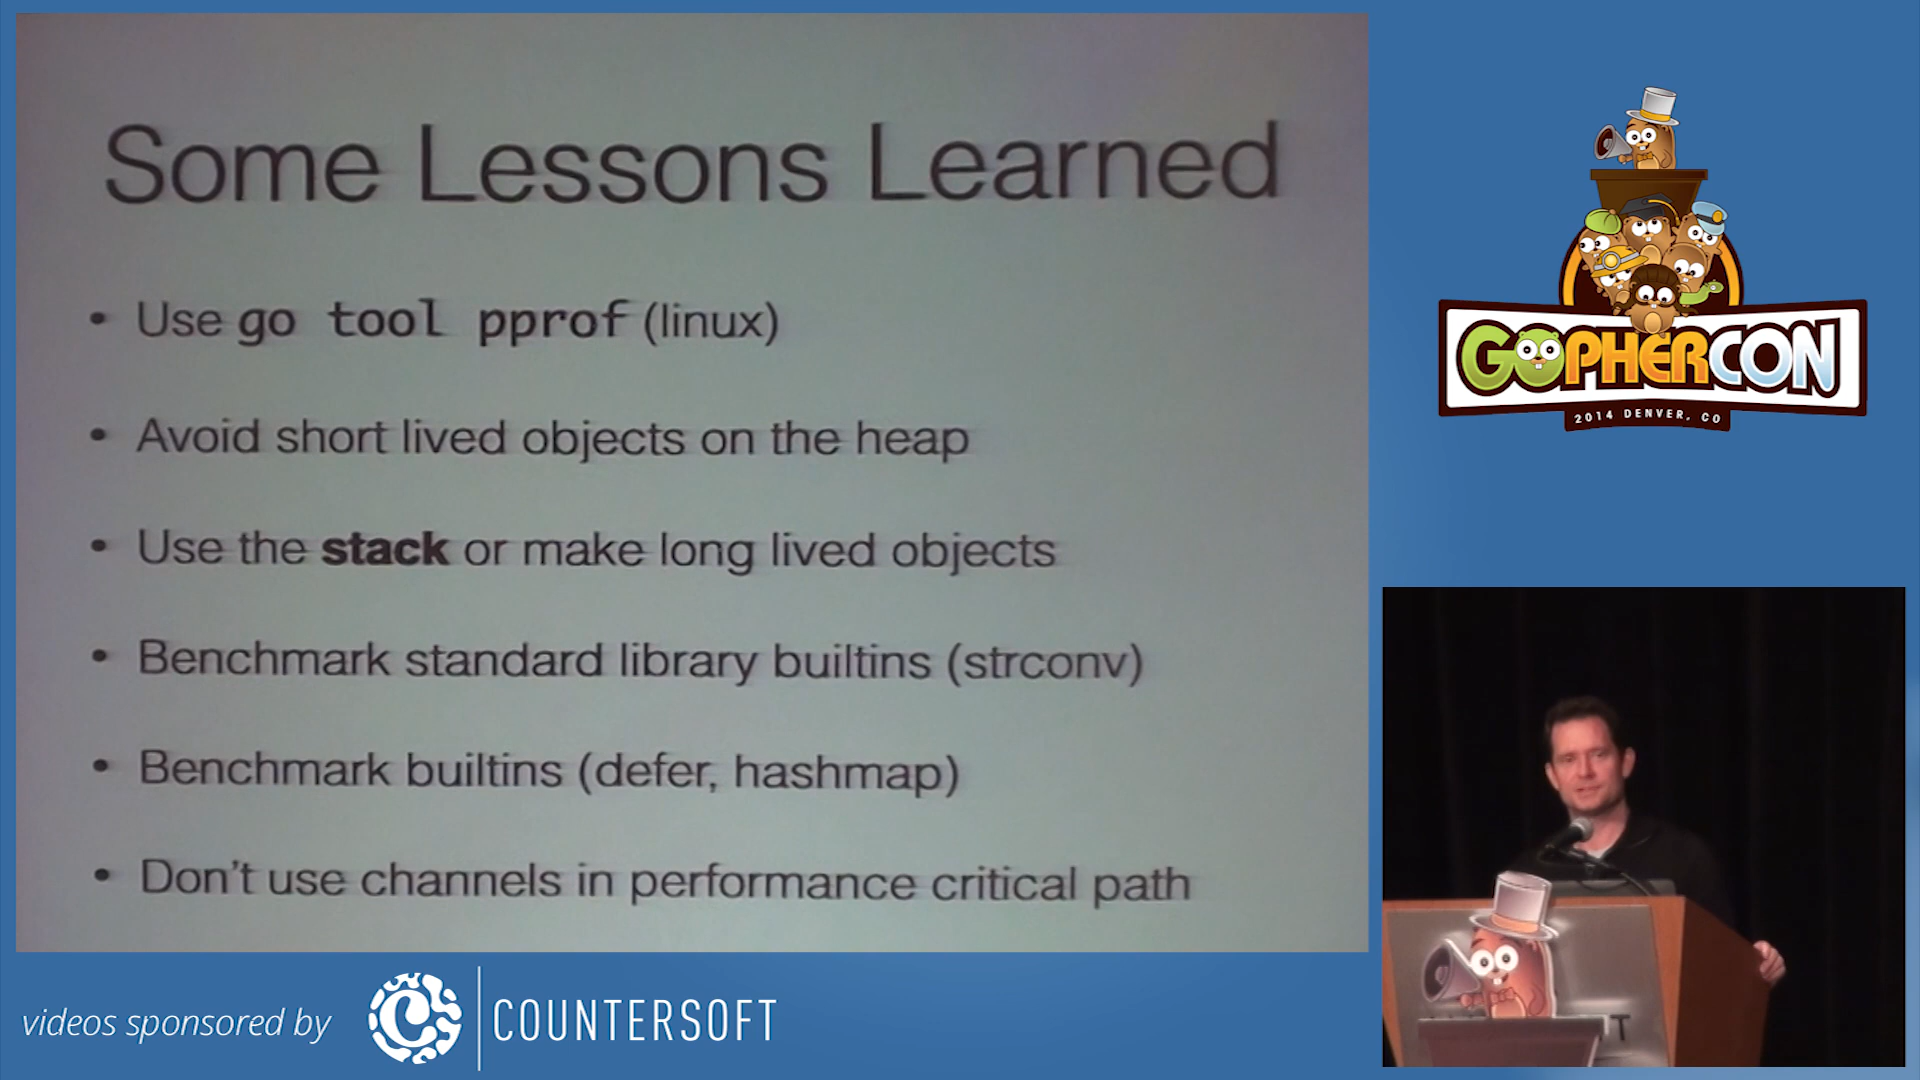 Some Lessons Learned
• Use go tool pprof (linux)
• Avoid short lived objects on the heap
• Use the stack or make long lived objects
• Benchmark standard library builtins (strconv)
• Benchmark builtins (defer, hashmap)
• Don't use channels in performance critical path
GOPHERCON
2014 DENVER, CO
T
videos sponsored by
COUNTERSOFT